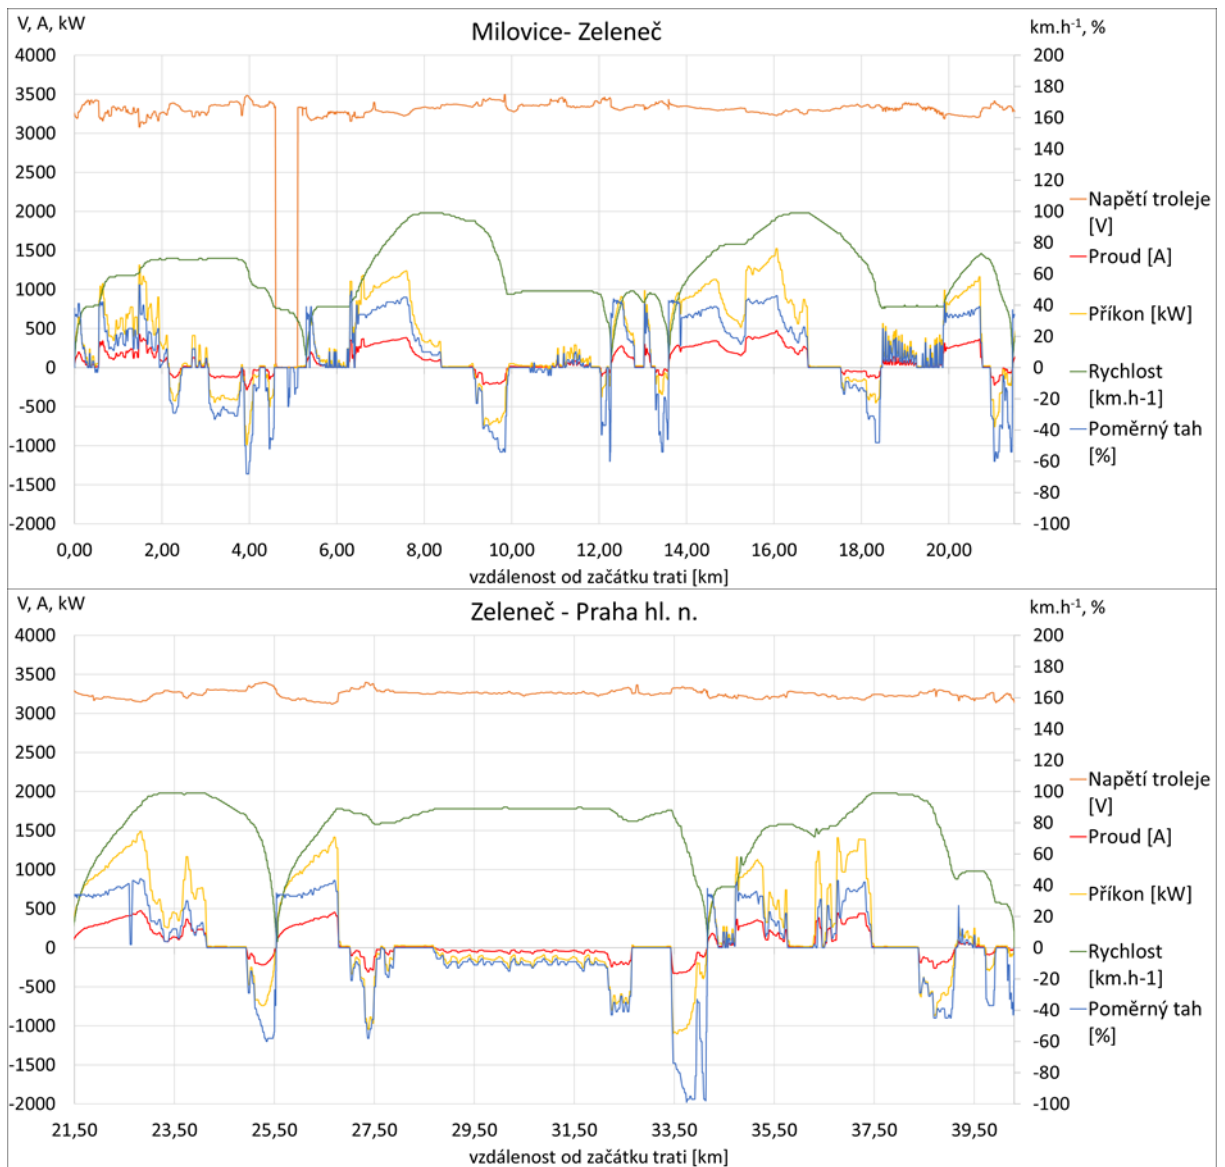 V, A, kW
Milovice- Zeleneč
km.h⁻¹, %
4000
3500
3000
2500
2000
1500
1000
500
0
-500
-1000
-1500
-2000
200
180
160
140
120
100
80
60
40
20
0
-20
-40
-60
-80
-100
0,00 2,00 4,00 6,00 8,00 10,00 12,00 14,00 16,00 18,00 20,00
vzdálenost od začátku trati [km]
Napětí troleje
[V]
Proud [A]
Příkon [kW]
Rychlost
[km.h-1]
Poměrný tah
[%]
V, A, kW
Zeleneč - Praha hl. n.
km.h⁻¹, %
4000
3500
3000
2500
2000
1500
1000
500
0
-500
-1000
-1500
-2000
200
180
160
140
120
100
80
60
40
20
0
-20
-40
-60
-80
-100
21,50 23,50 25,50 27,50 29,50 31,50 33,50 35,50 37,50 39,50
vzdálenost od začátku trati [km]
Napětí troleje
[V]
Proud [A]
Příkon [kW]
Rychlost
[km.h-1]
Poměrný tah
[%]